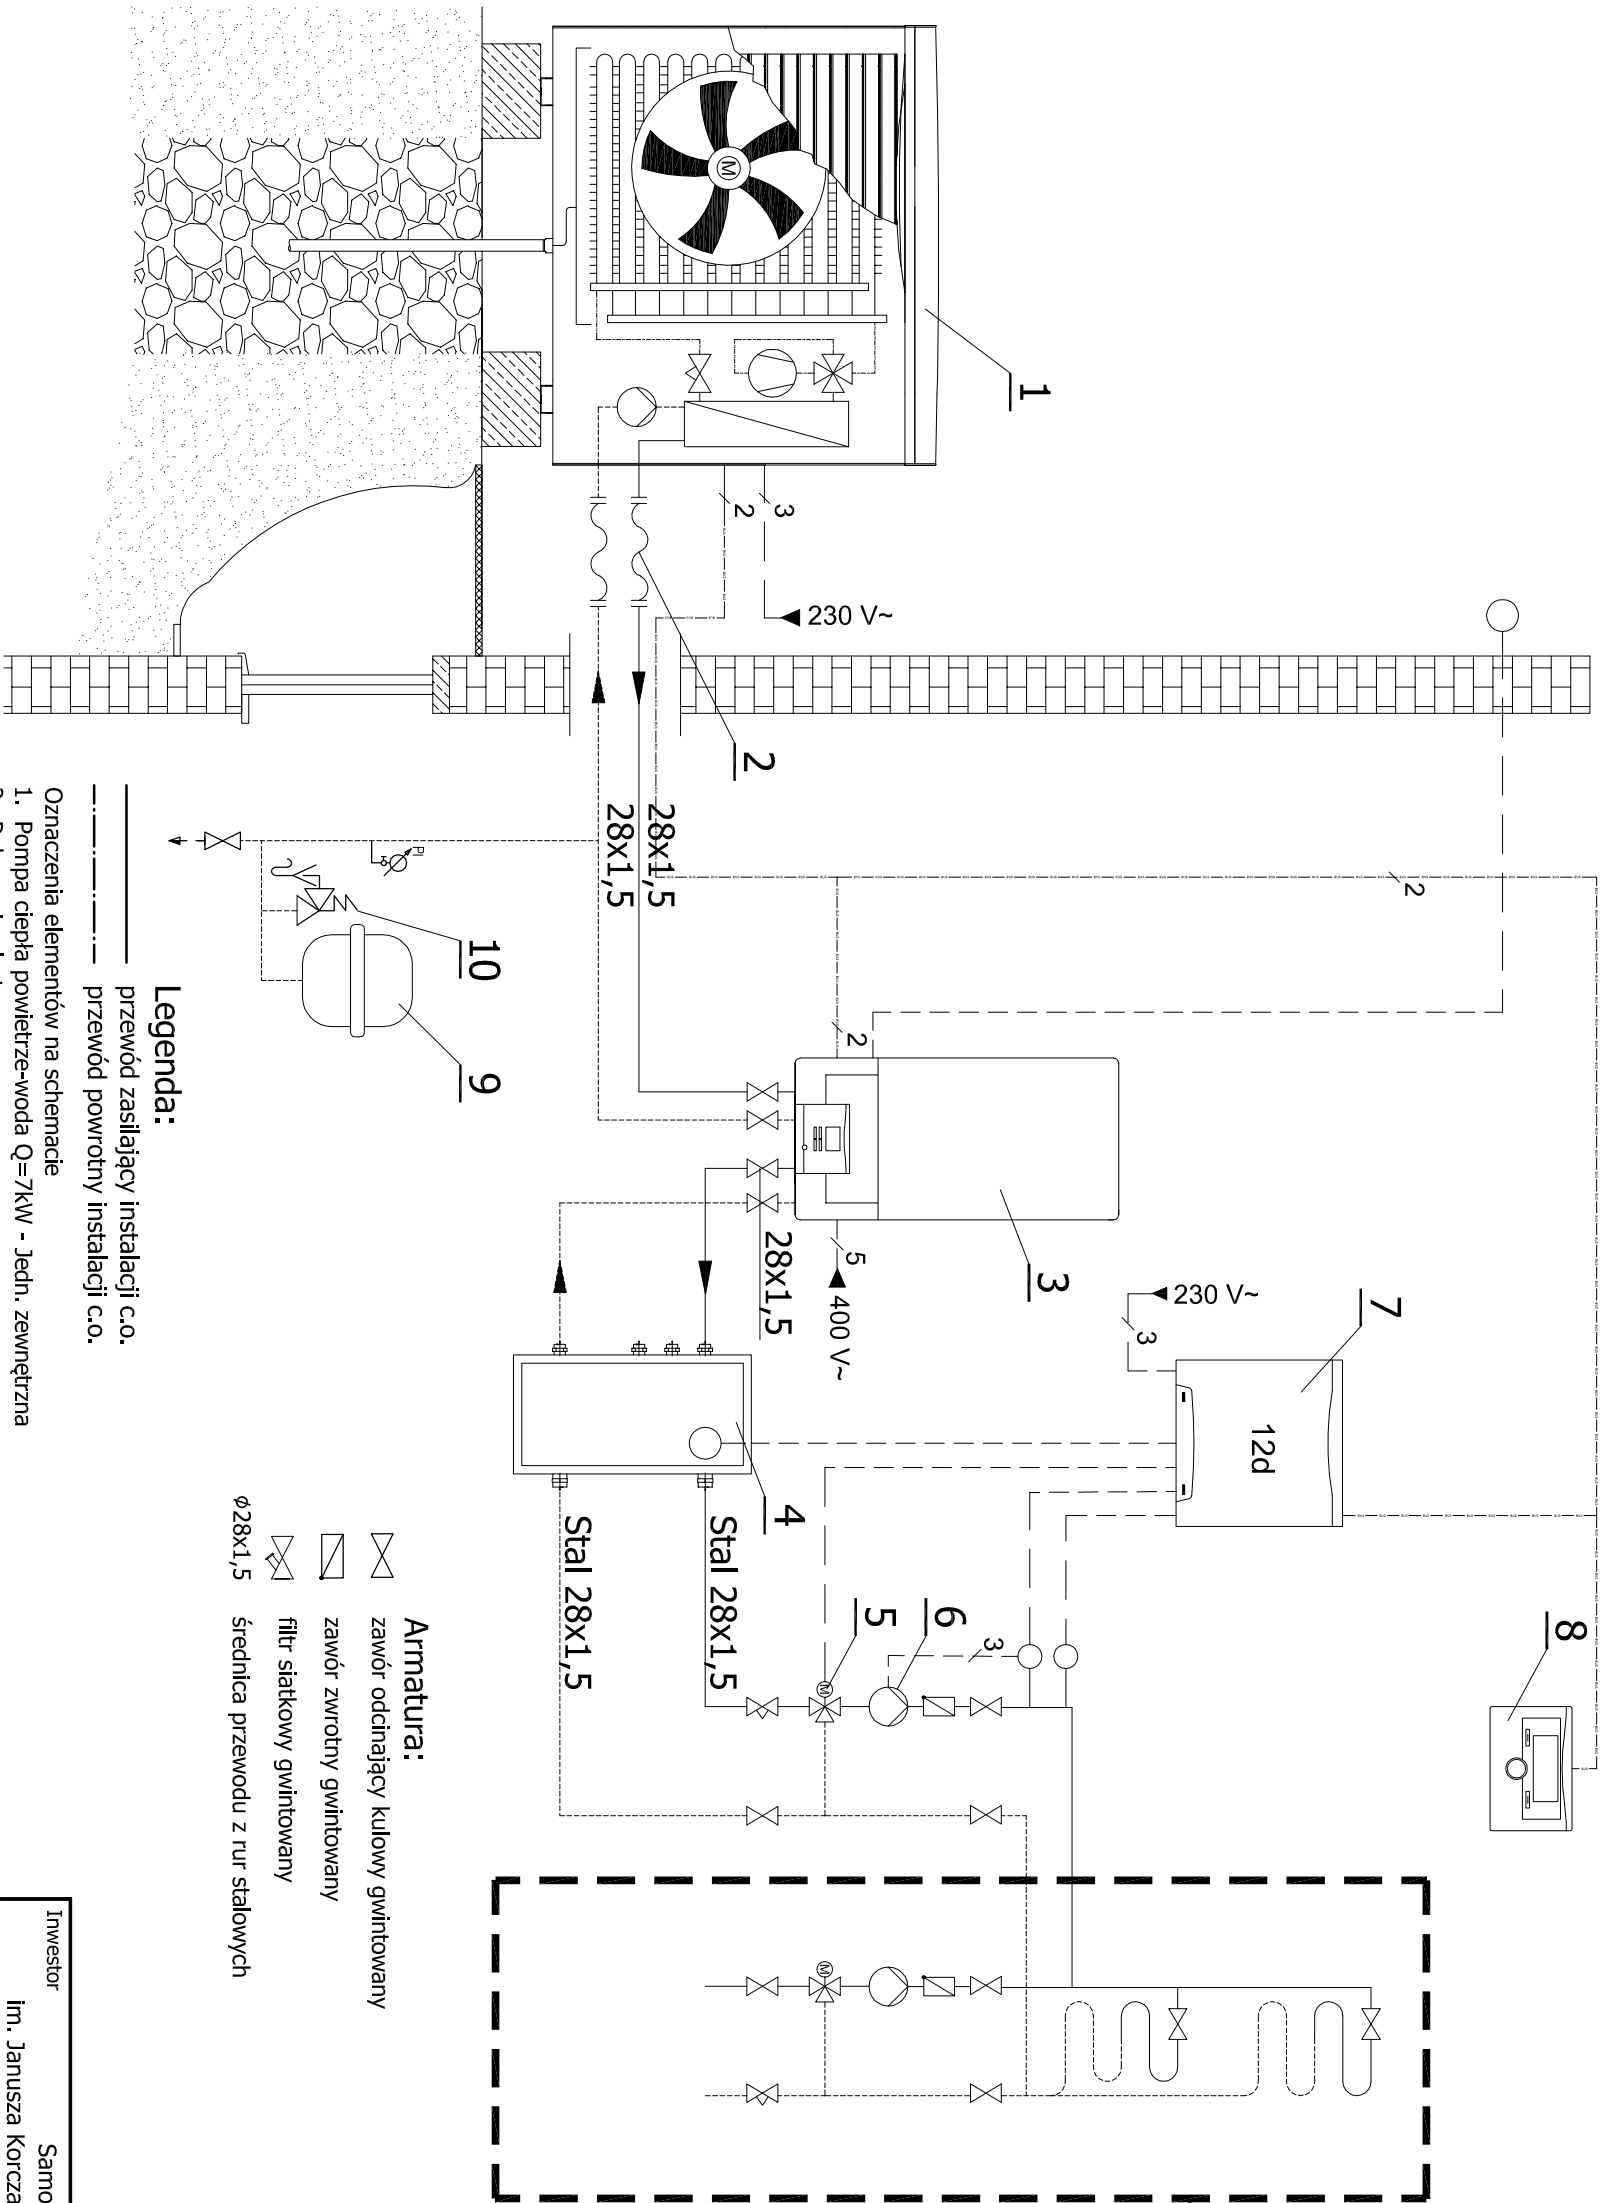 1
2
3
230 V~
2
28x1,5
28x1,5
2
2
PI
10
9
3
5
400 V~
28x1,5
7
230 V~
3
12d
8
4
5
6
3
Stal 28x1,5
Stal 28x1,5
M
M
M
Legenda:
przewód zasilający instalacji c.o.
przewód powrotny instalacji c.o.
Oznaczenia elementów na schemacie
1. Pompa ciepła powietrze-woda Q=7kW - Jedn. zewnętrzna
Armatura:
zawór odcinający kulowy gwintowany
zawór zwrotny gwintowany
filtr siatkowy gwintowany
ø28x1,5 średnica przewodu z rur stalowych
Inwestor
Samo
im. Janusza Korcza